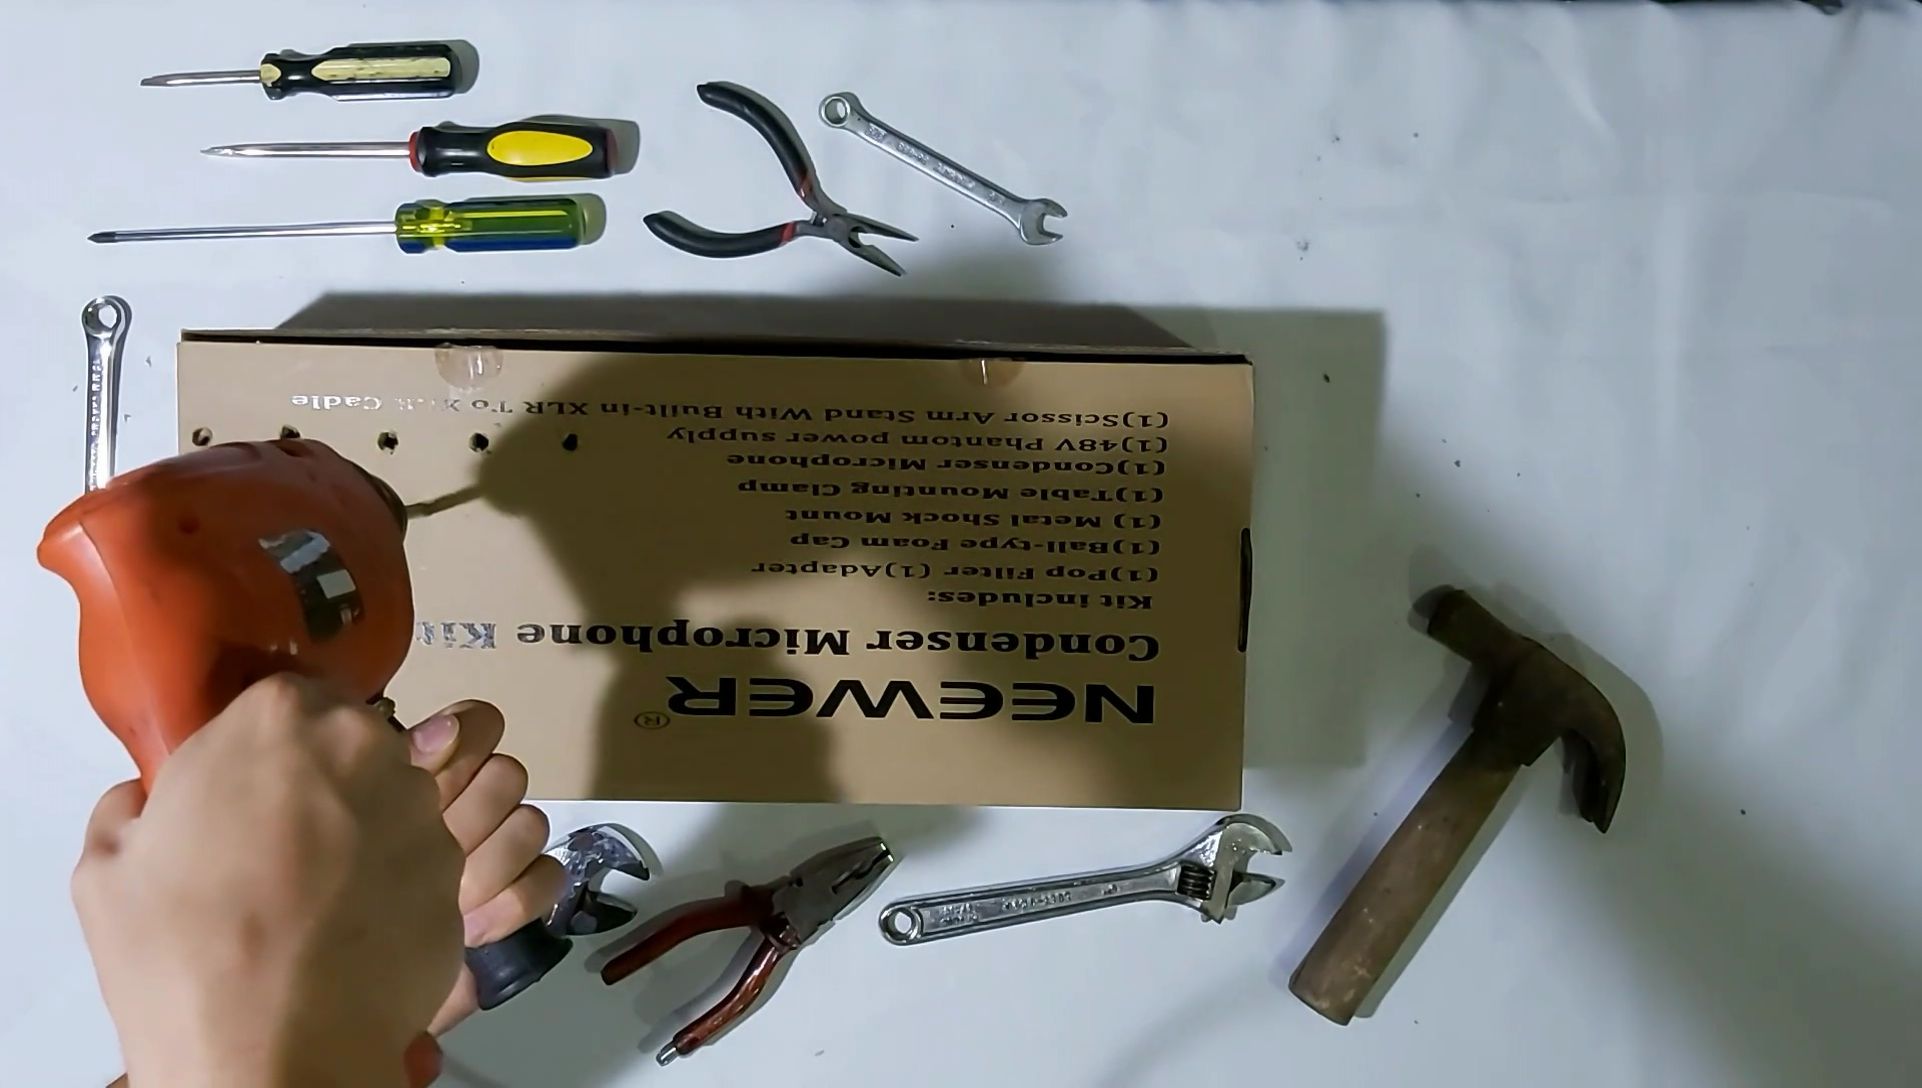 NEEWER®
Condenser Microphone Kit
Kit includes:
(1)Pop Filter (1)Adapter
(1)Ball-type Foam Cap
(1) Metal Shock Mount
(1)Table Mounting Clamp
(1)Condenser Microphone
(1)48V Phantom power supply
(1)Scissor Arm Stand With Built-in XLR To